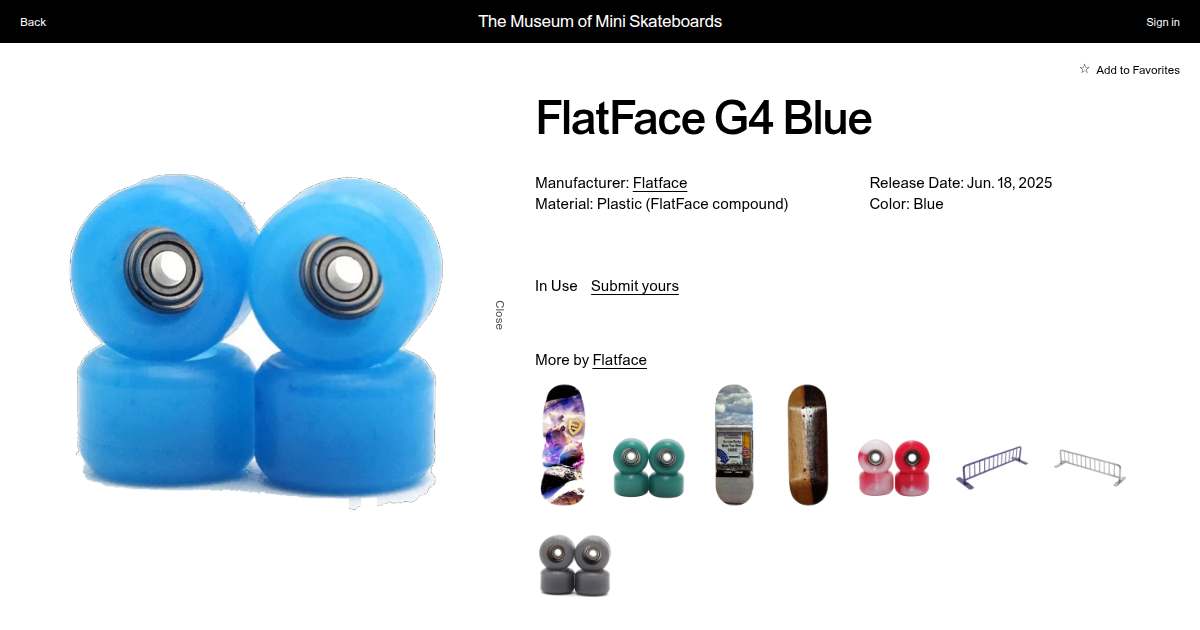 Back
The Museum of Mini Skateboards
Sign in
☆ Add to Favorites
FlatFace G4 Blue
Manufacturer: Flatface
Release Date: Jun. 18, 2025
Material: Plastic (FlatFace compound)
Color: Blue
In Use Submit yours
Close
More by Flatface